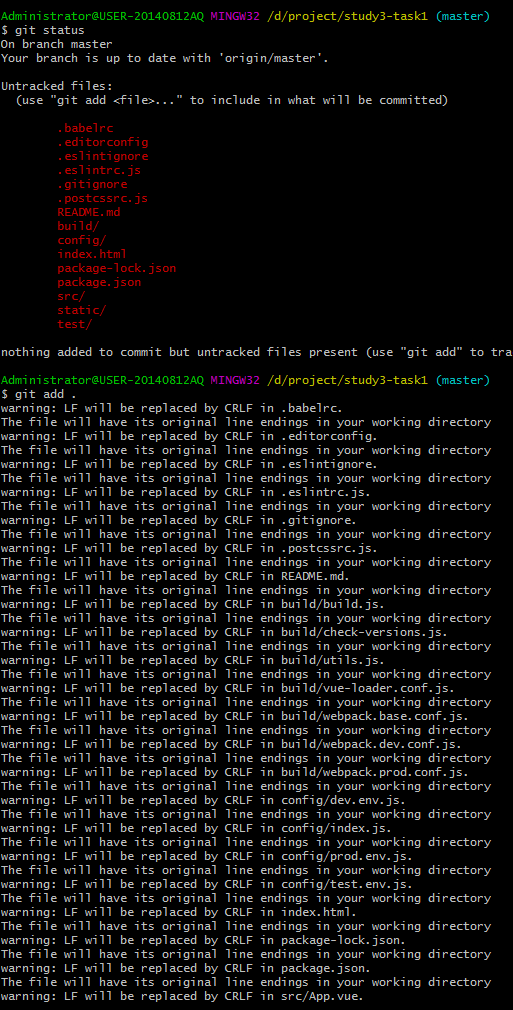 Administrator@USER-20140812AQ MINGW32 /d/project/study3-task1 (master)
$ git status
On branch master
Your branch is up to date with 'origin/master'.
Untracked files:
(use "git add <file>..." to include in what will be committed)
.babelrc
.editorconfig
.eslintignore
.eslintrc.js
.gitignore
.postcssrc.js
README.md
build/
config/
index.html
package-lock.json
package.json
src/
static/
test/
nothing added to commit but untracked files present (use "git add" to tra
Administrator@USER-20140812AQ MINGW32 /d/project/study3-task1 (master)
$ git add .
warning: LF will be replaced by CRLF in .babelrc.
The file will have its original line endings in your working directory
warning: LF will be replaced by CRLF in .editorconfig.
The file will have its original line endings in your working directory
warning: LF will be replaced by CRLF in .eslintignore.
The file will have its original line endings in your working directory
warning: LF will be replaced by CRLF in .eslintrc.js.
The file will have its original line endings in your working directory
warning: LF will be replaced by CRLF in .gitignore.
The file will have its original line endings in your working directory
warning: LF will be replaced by CRLF in .postcssrc.js.
The file will have its original line endings in your working directory
warning: LF will be replaced by CRLF in README.md.
The file will have its original line endings in your working directory
warning: LF will be replaced by CRLF in build/build.js.
The file will have its original line endings in your working directory
warning: LF will be replaced by CRLF in build/check-versions.js.
The file will have its original line endings in your working directory
warning: LF will be replaced by CRLF in build/utils.js.
The file will have its original line endings in your working directory
warning: LF will be replaced by CRLF in build/vue-loader.conf.js.
The file will have its original line endings in your working directory
warning: LF will be replaced by CRLF in build/webpack.base.conf.js.
The file will have its original line endings in your working directory
warning: LF will be replaced by CRLF in build/webpack.dev.conf.js.
The file will have its original line endings in your working directory
warning: LF will be replaced by CRLF in build/webpack.prod.conf.js.
The file will have its original line endings in your working directory
warning: LF will be replaced by CRLF in config/dev.env.js.
The file will have its original line endings in your working directory
warning: LF will be replaced by CRLF in config/index.js.
The file will have its original line endings in your working directory
warning: LF will be replaced by CRLF in config/prod.env.js.
The file will have its original line endings in your working directory
warning: LF will be replaced by CRLF in config/test.env.js.
The file will have its original line endings in your working directory
warning: LF will be replaced by CRLF in index.html.
The file will have its original line endings in your working directory
warning: LF will be replaced by CRLF in package-lock.json.
The file will have its original line endings in your working directory
warning: LF will be replaced by CRLF in package.json.
The file will have its original line endings in your working directory
warning: LF will be replaced by CRLF in src/App.vue.